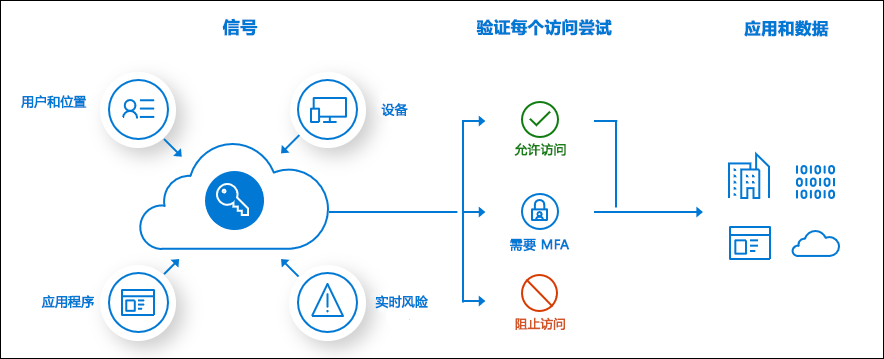 信号
验证每个访问尝试
应用和数据
用户和位置
设备
允许访问
010101
010101
101010
需要 MFA
应用程序
实时风险
阻止访问